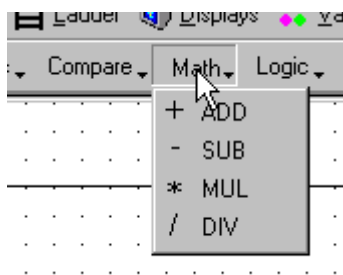 Ladder Displays
Compare Math Logic
+ ADD
- SUB
* MUL
/ DIV